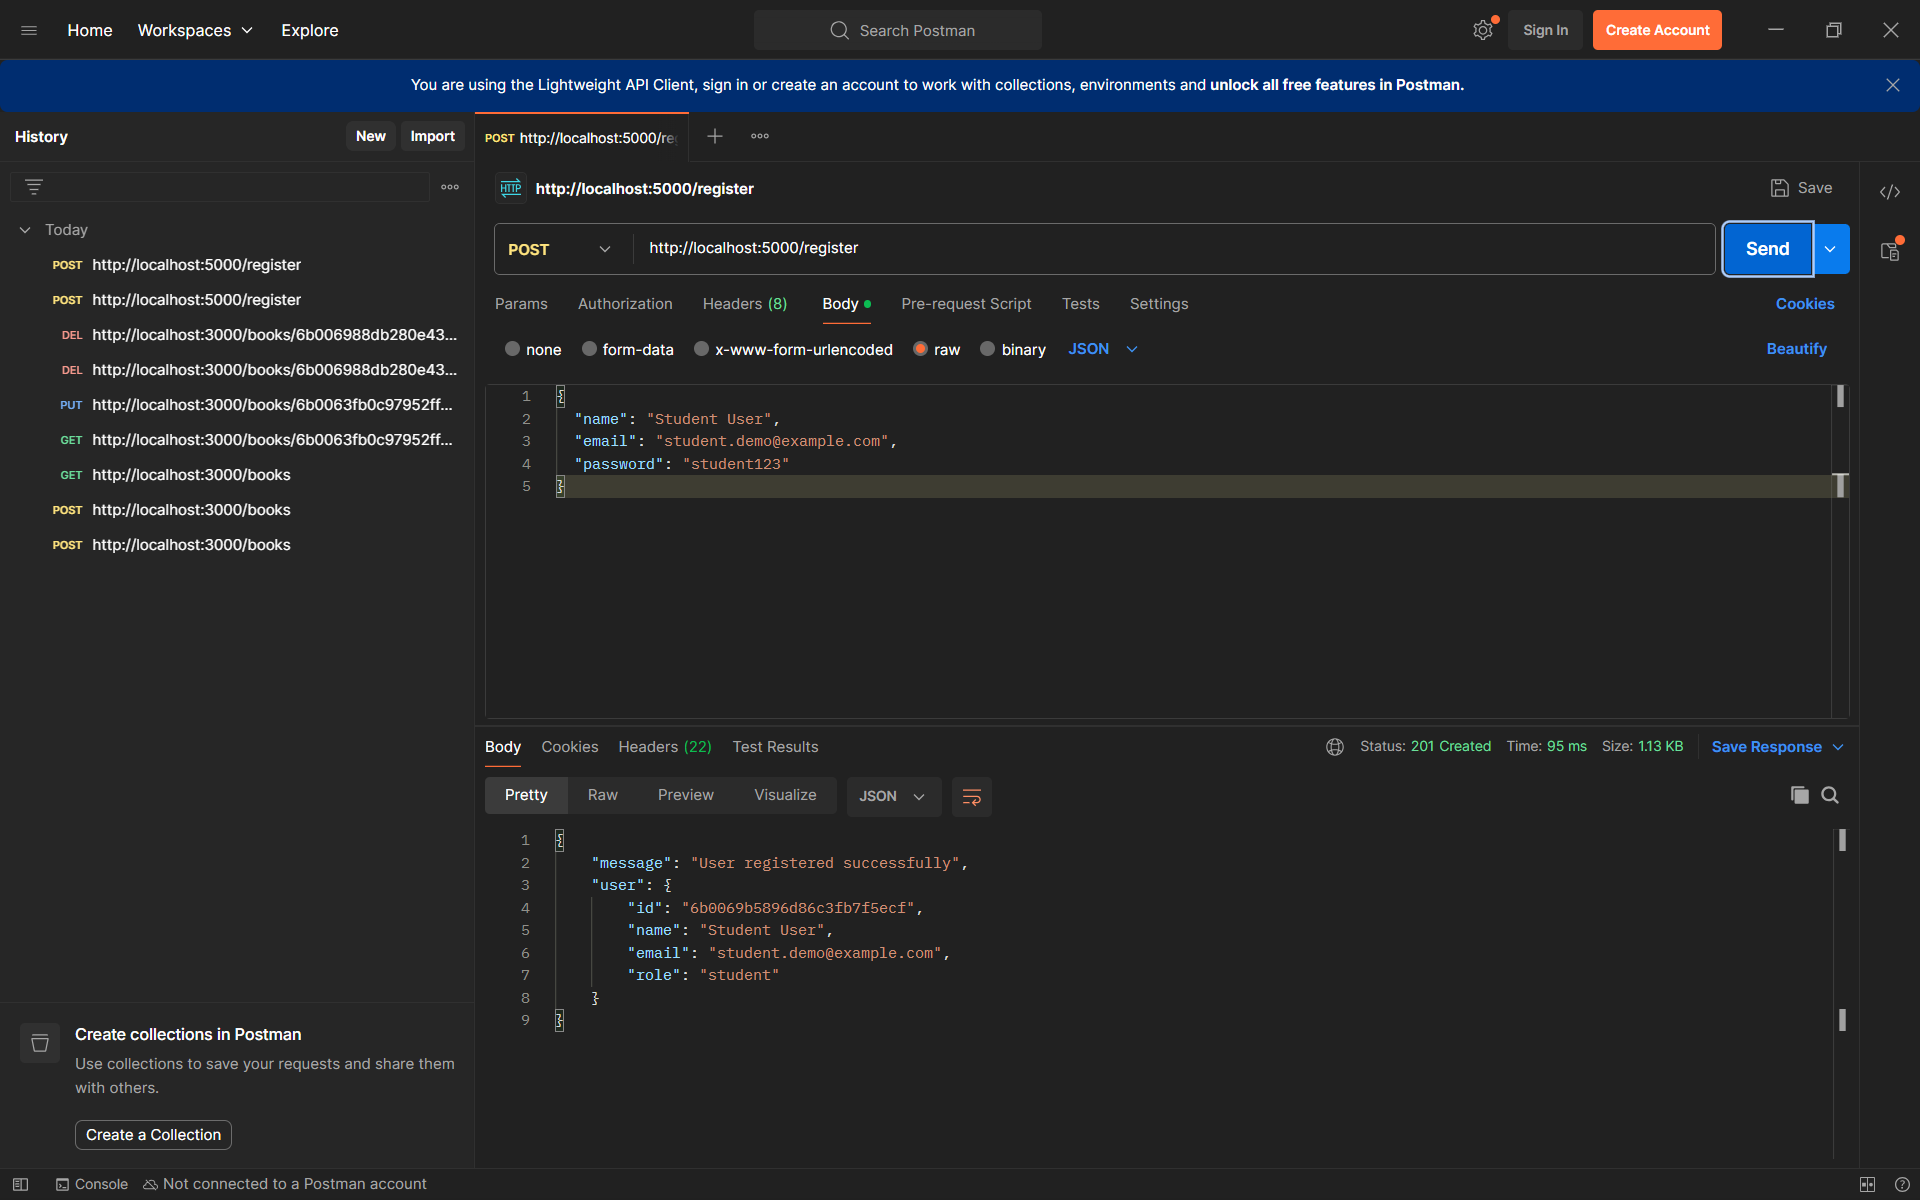 Home Workspaces Explore Search Postman Sign In Create Account
You are using the Lightweight API Client, sign in or create an account to work with collections, environments and unlock all free features in Postman.
History New Import
Today
POST http://localhost:5000/register
POST http://localhost:5000/register
DEL http://localhost:3000/books/6b006988db280e43...
DEL http://localhost:3000/books/6b006988db280e43...
PUT http://localhost:3000/books/6b0063fb0c97952ff...
GET http://localhost:3000/books/6b0063fb0c97952ff...
GET http://localhost:3000/books
POST http://localhost:3000/books
POST http://localhost:3000/books
Create collections in Postman
Use collections to save your requests and share them
with others.
Create a Collection
POST http://localhost:5000/re
HTTP http://localhost:5000/register Save
POST http://localhost:5000/register Send
Params Authorization Headers (8) Body Pre-request Script Tests Settings Cookies
none form-data x-www-form-urlencoded raw binary JSON Beautify
1 {
2 "name": "Student User",
3 "email": "student.demo@example.com",
4 "password": "student123"
5 }
Body Cookies Headers (22) Test Results Status: 201 Created Time: 95 ms Size: 1.13 KB Save Response
Pretty Raw Preview Visualize JSON
1 {
2 "message": "User registered successfully",
3 "user": {
4 "id": "6b0069b5896d86c3fb7f5ecf",
5 "name": "Student User",
6 "email": "student.demo@example.com",
7 "role": "student"
8 }
9 }
Console Not connected to a Postman account